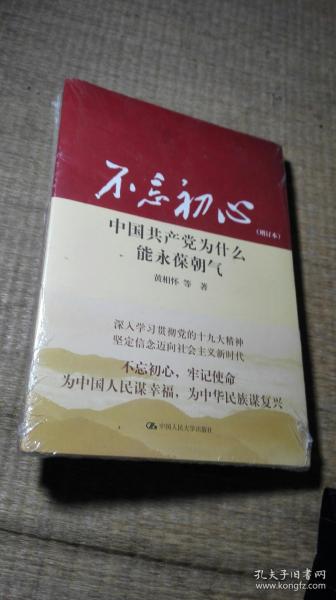 不忘初心
（增订本）
中国共产党为什么
能永保朝气
黄相怀 等 著
深入学习贯彻党的十九大精神
坚定信念迈向社会主义新时代
不忘初心，牢记使命
为中国人民谋幸福，为中华民族谋复兴
中国人民大学出版社
孔夫子旧书网
www.kongfz.com